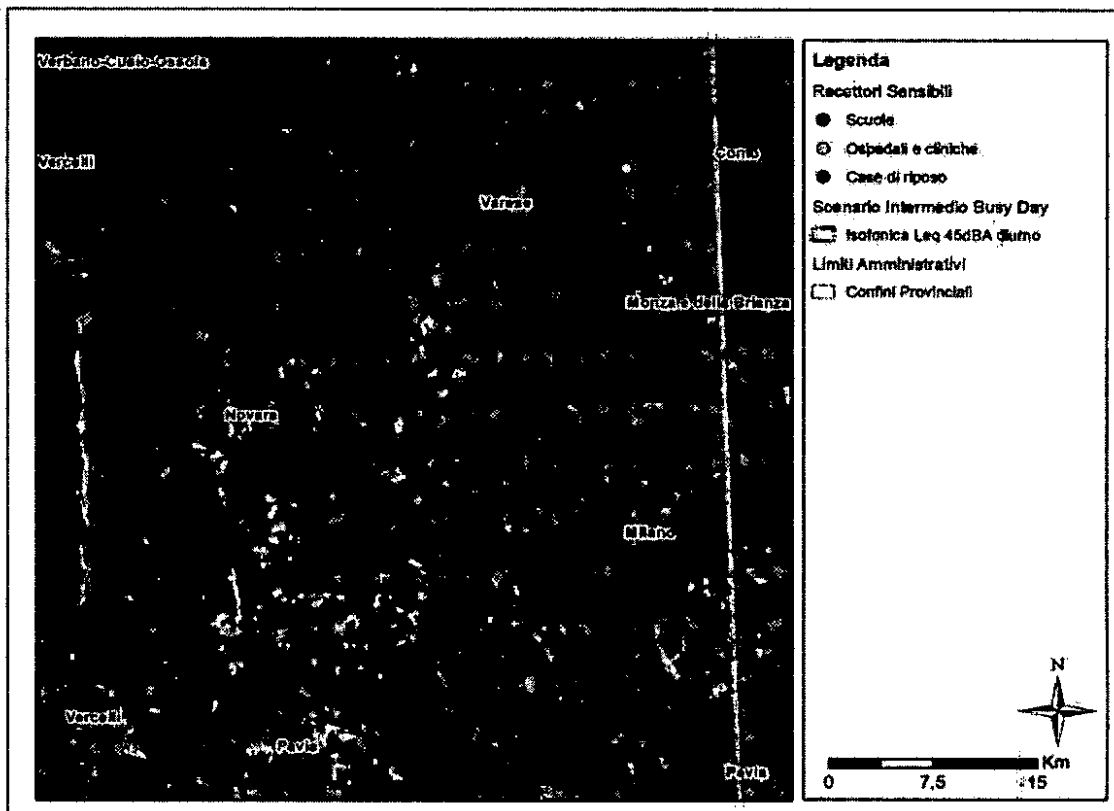 Verbano-Cusio-Ossola
Vercelli
Como
Varese
Monza e della Brianza
Novara
Milano
Vercelli
Pavia
Pavia
Legenda
Recettori Sensibili
Scuole
Ospedali e cliniche
Case di riposo
Scenario Intermedio Busy Day
Isofonica Leq 45dBA diurno
Limiti Amministrativi
Confini Provinciali
N
Km
0 7,5 15